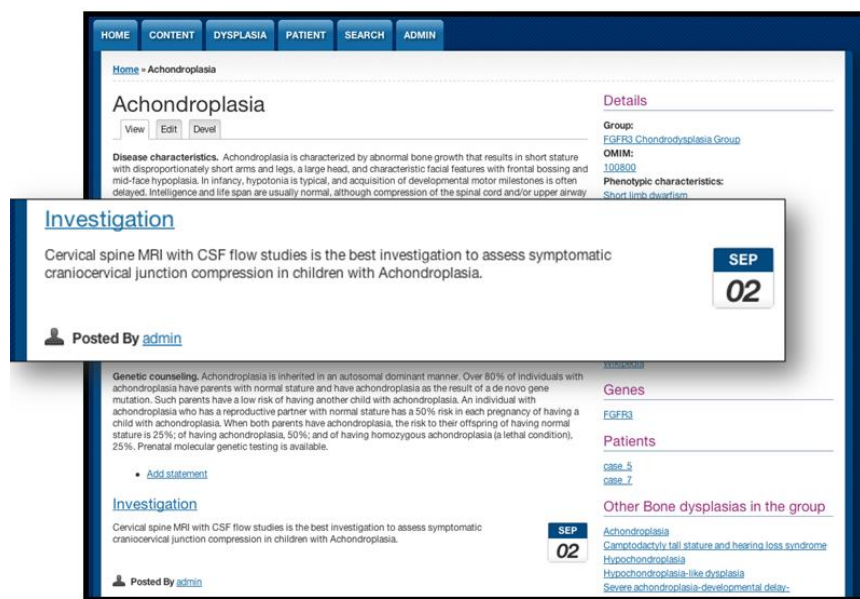 HOME CONTENT DYSPLASIA PATIENT SEARCH ADMIN
Home » Achondroplasia
Achondroplasia
View Edit Devel
Disease characteristics. Achondroplasia is characterized by abnormal bone growth that results in short stature
with disproportionately short arms and legs, a large head, and characteristic facial features with frontal bossing and
mid-face hypoplasia. In infancy, hypotonia is typical, and acquisition of developmental motor milestones is often
delayed. Intelligence and life span are usually normal, although compression of the spinal cord and/or upper airway
Details
Group:
FGFR3 Chondrodysplasia Group
OMIM:
100800
Phenotypic characteristics:
Short limb dwarfism
Investigation
Cervical spine MRI with CSF flow studies is the best investigation to assess symptomatic
craniocervical junction compression in children with Achondroplasia.
SEP
02
Posted By admin
Wikipedia
Genetic counseling. Achondroplasia is inherited in an autosomal dominant manner. Over 80% of individuals with
achondroplasia have parents with normal stature and have achondroplasia as the result of a de novo gene
mutation. Such parents have a low risk of having another child with achondroplasia. An individual with
achondroplasia who has a reproductive partner with normal stature has a 50% risk in each pregnancy of having a
child with achondroplasia. When both parents have achondroplasia, the risk to their offspring of having normal
stature is 25%; of having achondroplasia, 50%; and of having homozygous achondroplasia (a lethal condition),
25%. Prenatal molecular genetic testing is available.
• Add statement
Investigation
Cervical spine MRI with CSF flow studies is the best investigation to assess symptomatic
craniocervical junction compression in children with Achondroplasia.
SEP
02
Posted By admin
Genes
FGFR3
Patients
case_5
case_7
Other Bone dysplasias in the group
Achondroplasia
Camptodactyly tall stature and hearing loss syndrome
Hypochondroplasia
Hypochondroplasia-like dysplasia
Severe achondroplasia-developmental delay-